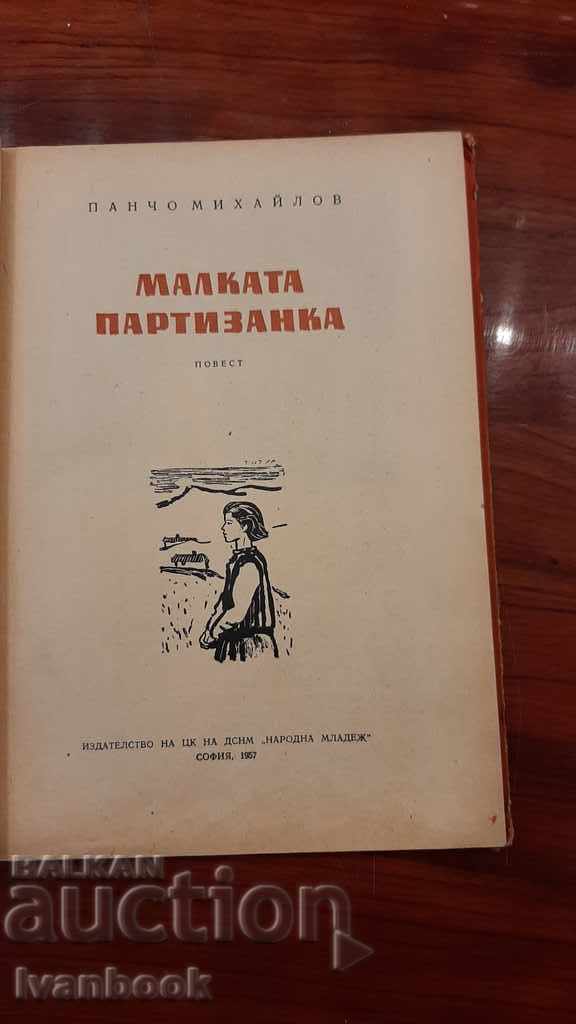 ПАНЧО МИХАЙЛОВ
МАЛКАТА
ПАРТИЗАНКА
ПОВЕСТ
ИЗДАТЕЛСТВО НА ЦК НА ДСНМ „НАРОДНА МЛАДЕЖ"
СОФИЯ, 1957
BALKAN
auction
Ivanbook